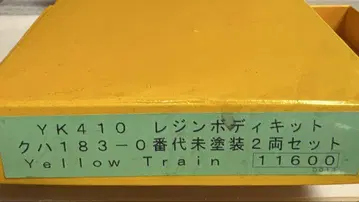 YK410 レジンボディキット
クハ183-0番代未塗装2両セット
Yellow Train 11600